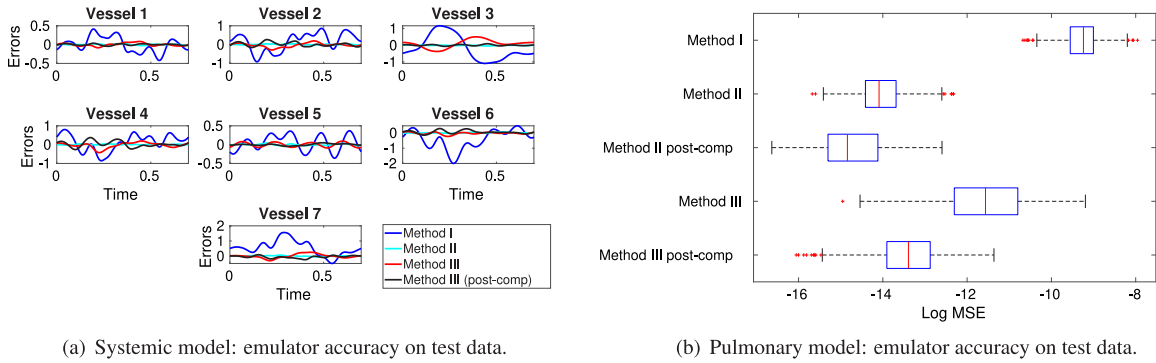 Vessel 1
Vessel 2
Vessel 3
Errors
0.5
0
-0.5
0 0.5
1
0
-1
0 0.5
1
0
-1
0 0.5
Vessel 4
Vessel 5
Vessel 6
Errors
1
0
-1
0 0.5
Time
0.5
0
-0.5
0 0.5
0
-1
-2
0 0.5
Time
Vessel 7
Errors
2
1
0
0 0.5
Time
Method I
Method II
Method III
Method III (post-comp)
(a) Systemic model: emulator accuracy on test data.
Method I
Method II
Method II post-comp
Method III
Method III post-comp
-16 -14 -12 -10 -8
Log MSE
(b) Pulmonary model: emulator accuracy on test data.